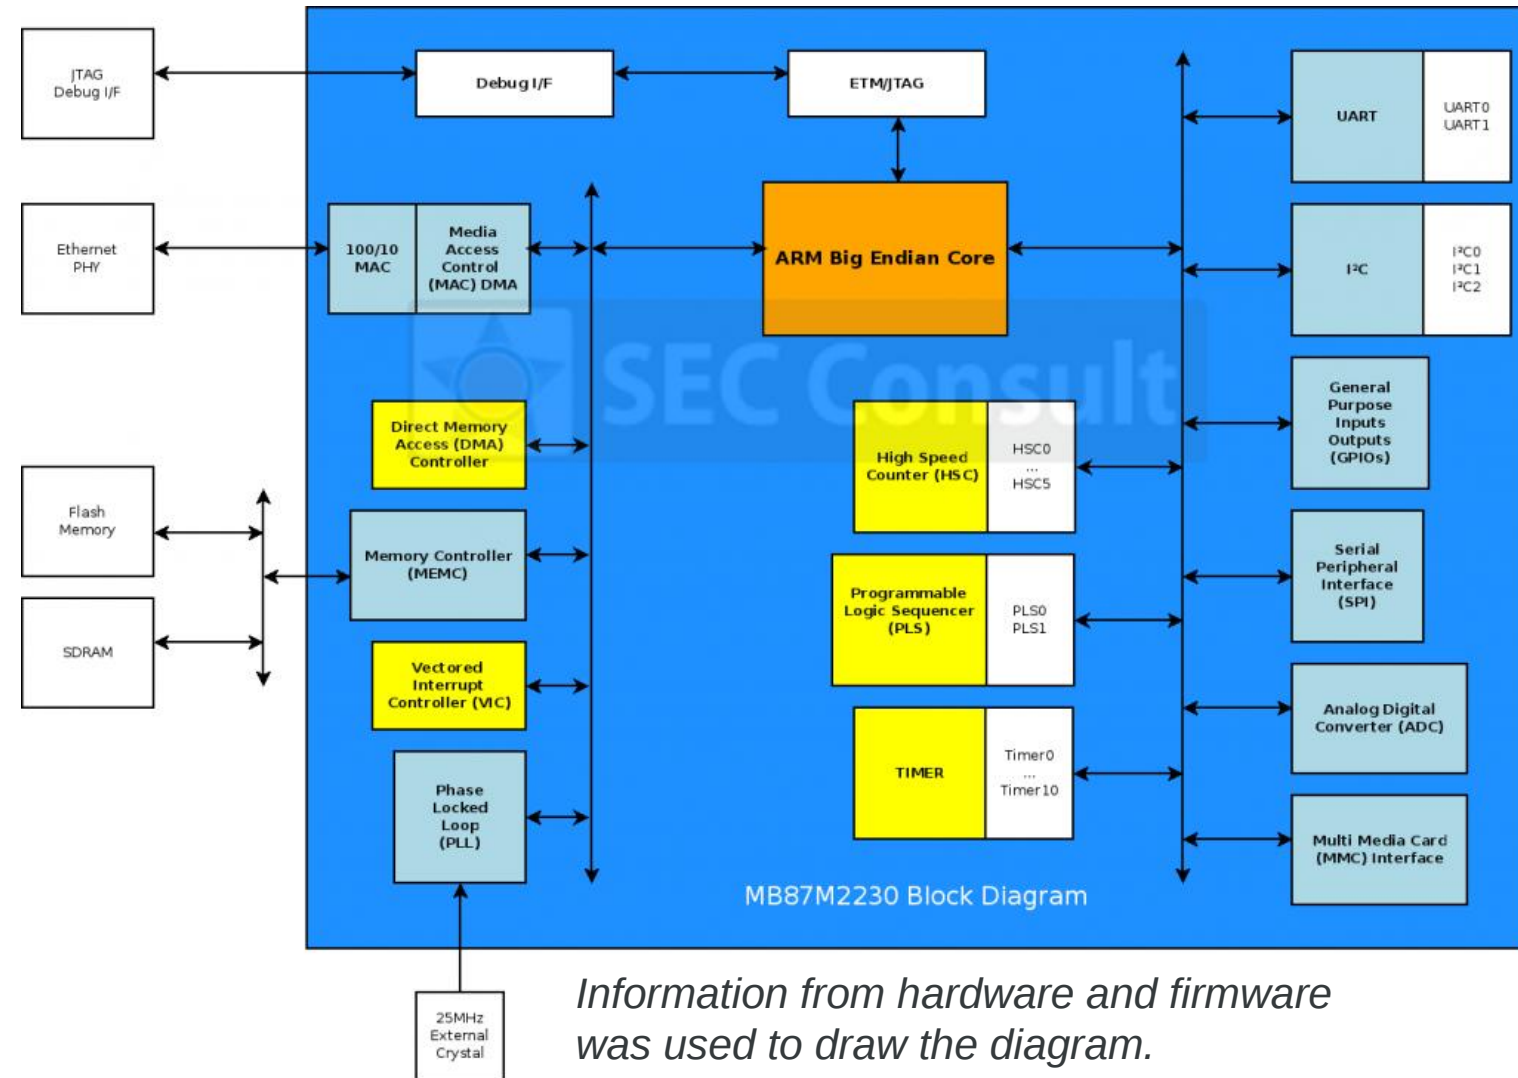 JTAG
Debug I/F
Debug I/F
ETM/JTAG
UART
UART0
UART1
Ethernet
PHY
100/10
MAC
Media
Access
Control
(MAC) DMA
ARM Big Endian Core
I²C
I²C0
I²C1
I²C2
SEC Consult
General
Purpose
Inputs
Outputs
(GPIOs)
Direct Memory
Access (DMA)
Controller
High Speed
Counter (HSC)
HSC0
...
HSC5
Flash
Memory
Memory Controller
(MEMC)
Serial
Peripheral
Interface
(SPI)
Programmable
Logic Sequencer
(PLS)
PLS0
PLS1
SDRAM
Vectored
Interrupt
Controller (VIC)
Analog Digital
Converter (ADC)
TIMER
Timer0
...
Timer10
Phase
Locked
Loop
(PLL)
Multi Media Card
(MMC) Interface
MB87M2230 Block Diagram
25MHz
External
Crystal
Information from hardware and firmware
was used to draw the diagram.